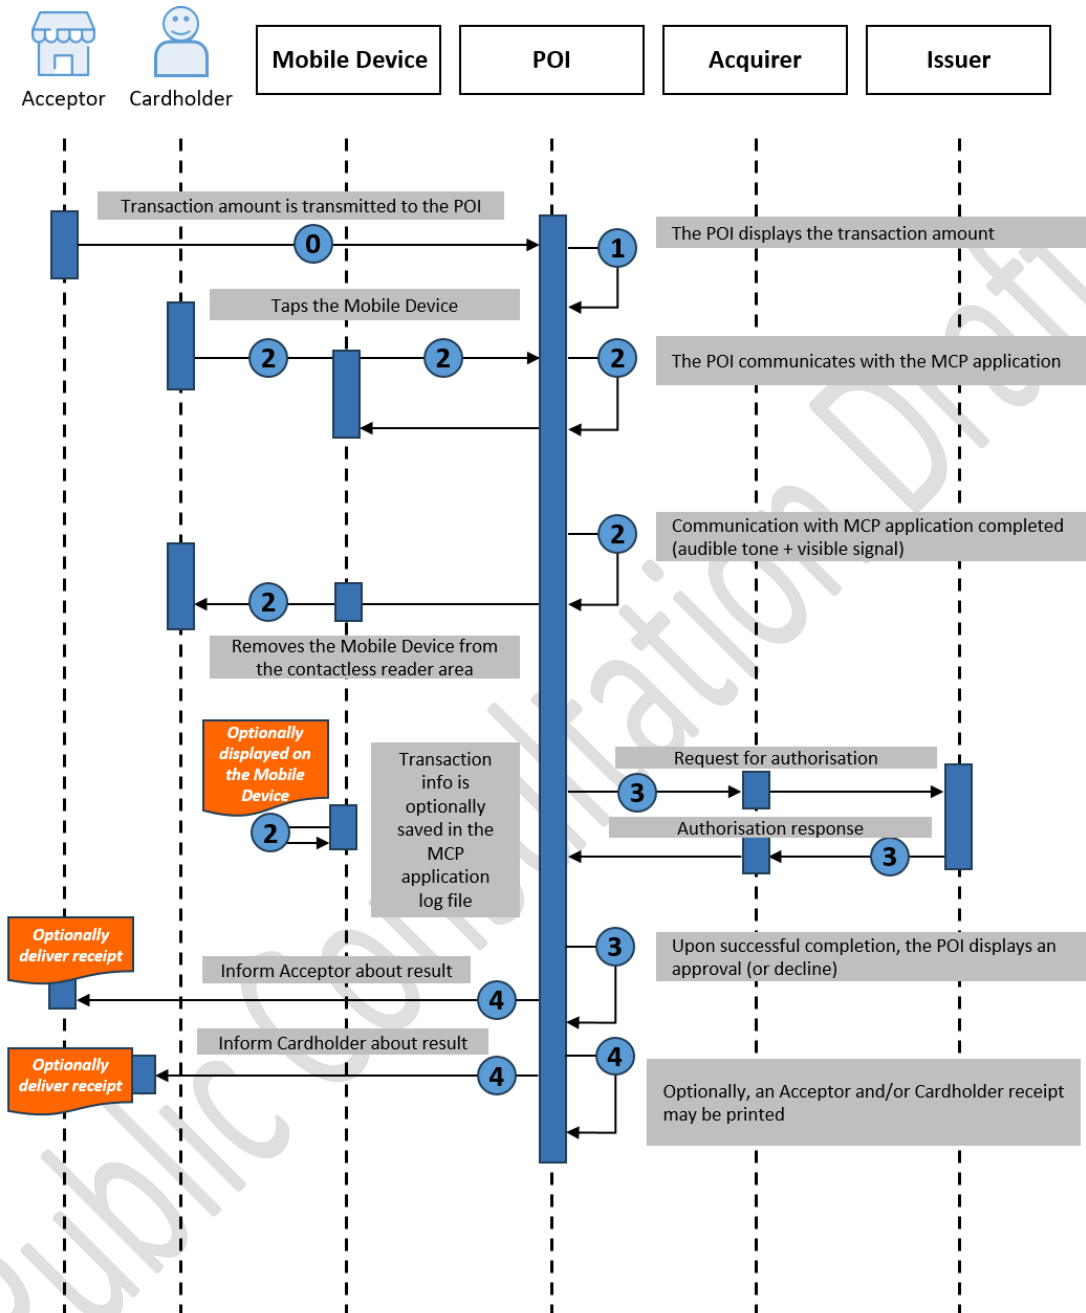 Mobile Device
POI
Acquirer
Issuer
Acceptor
Cardholder
Transaction amount is transmitted to the POI
0
1
The POI displays the transaction amount
Taps the Mobile Device
2
2
2
The POI communicates with the MCP application
2
Communication with MCP application completed
(audible tone + visible signal)
2
Removes the Mobile Device from
the contactless reader area
Optionally
displayed on
the Mobile
Device
2
Transaction
info is
optionally
saved in the
MCP
application
log file
Request for authorisation
3
Authorisation response
3
Optionally
deliver receipt
3
Upon successful completion, the POI displays an
approval (or decline)
Inform Acceptor about result
4
Inform Cardholder about result
4
Optionally
deliver receipt
4
Optionally, an Acceptor and/or Cardholder receipt
may be printed
Public Consultation Draft